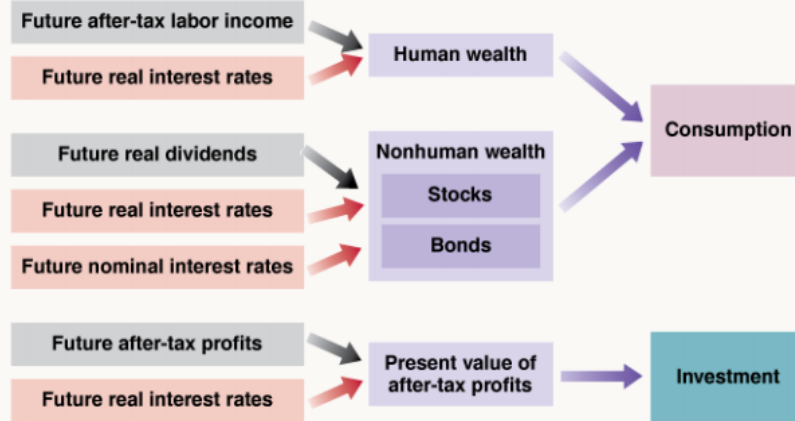 Future after-tax labor income
Future real interest rates
Human wealth
Consumption
Future real dividends
Future real interest rates
Future nominal interest rates
Nonhuman wealth
Stocks
Bonds
Future after-tax profits
Future real interest rates
Present value of
after-tax profits
Investment